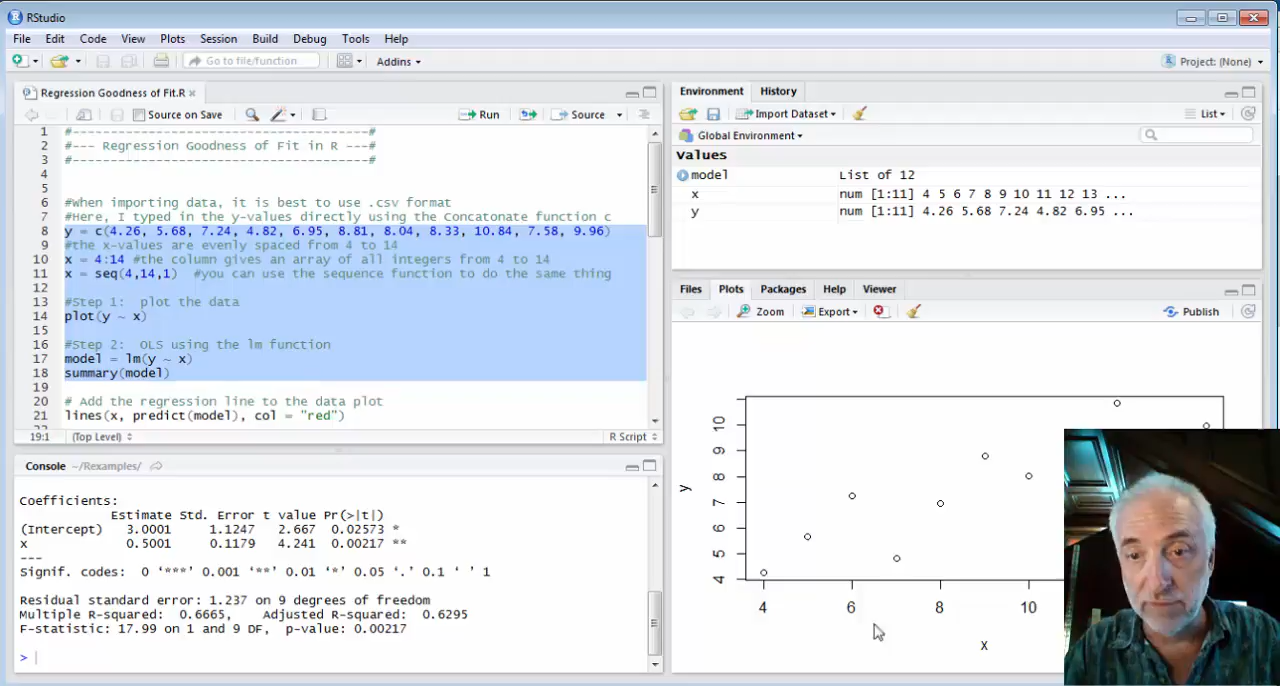 RStudio
File Edit Code View Plots Session Build Debug Tools Help
Go to file/function Addins Project: (None)
Regression Goodness of Fit.R
Source on Save Run Source
1 #-----------------------------------#
2 #--- Regression Goodness of Fit in R ---#
3 #-----------------------------------#
4
5
6 #When importing data, it is best to use .csv format
7 #Here, I typed in the y-values directly using the Concatonate function c
8 y = c(4.26, 5.68, 7.24, 4.82, 6.95, 8.81, 8.04, 8.33, 10.84, 7.58, 9.96)
9 #the x-values are evenly spaced from 4 to 14
10 x = 4:14 #the column gives an array of all integers from 4 to 14
11 x = seq(4,14,1) #you can use the sequence function to do the same thing
12
13 #Step 1: plot the data
14 plot(y ~ x)
15
16 #Step 2: OLS using the lm function
17 model = lm(y ~ x)
18 summary(model)
19
20 # Add the regression line to the data plot
21 lines(x, predict(model), col = "red")
19:1 (Top Level) R Script
Console ~/Rexamples/
Coefficients:
Estimate Std. Error t value Pr(>|t|)
(Intercept) 3.0001 1.1247 2.667 0.02573 *
x 0.5001 0.1179 4.241 0.00217 **
---
Signif. codes: 0 ‘***’ 0.001 ‘**’ 0.01 ‘*’ 0.05 ‘.’ 0.1 ‘ ’ 1
Residual standard error: 1.237 on 9 degrees of freedom
Multiple R-squared: 0.6665, Adjusted R-squared: 0.6295
F-statistic: 17.99 on 1 and 9 DF, p-value: 0.00217
>
Environment History
Import Dataset List
Global Environment
Values
model List of 12
x num [1:11] 4 5 6 7 8 9 10 11 12 13 ...
y num [1:11] 4.26 5.68 7.24 4.82 6.95 ...
Files Plots Packages Help Viewer
Zoom Export Publish
10
9
8
7
6
5
4
y
4 6 8 10
x